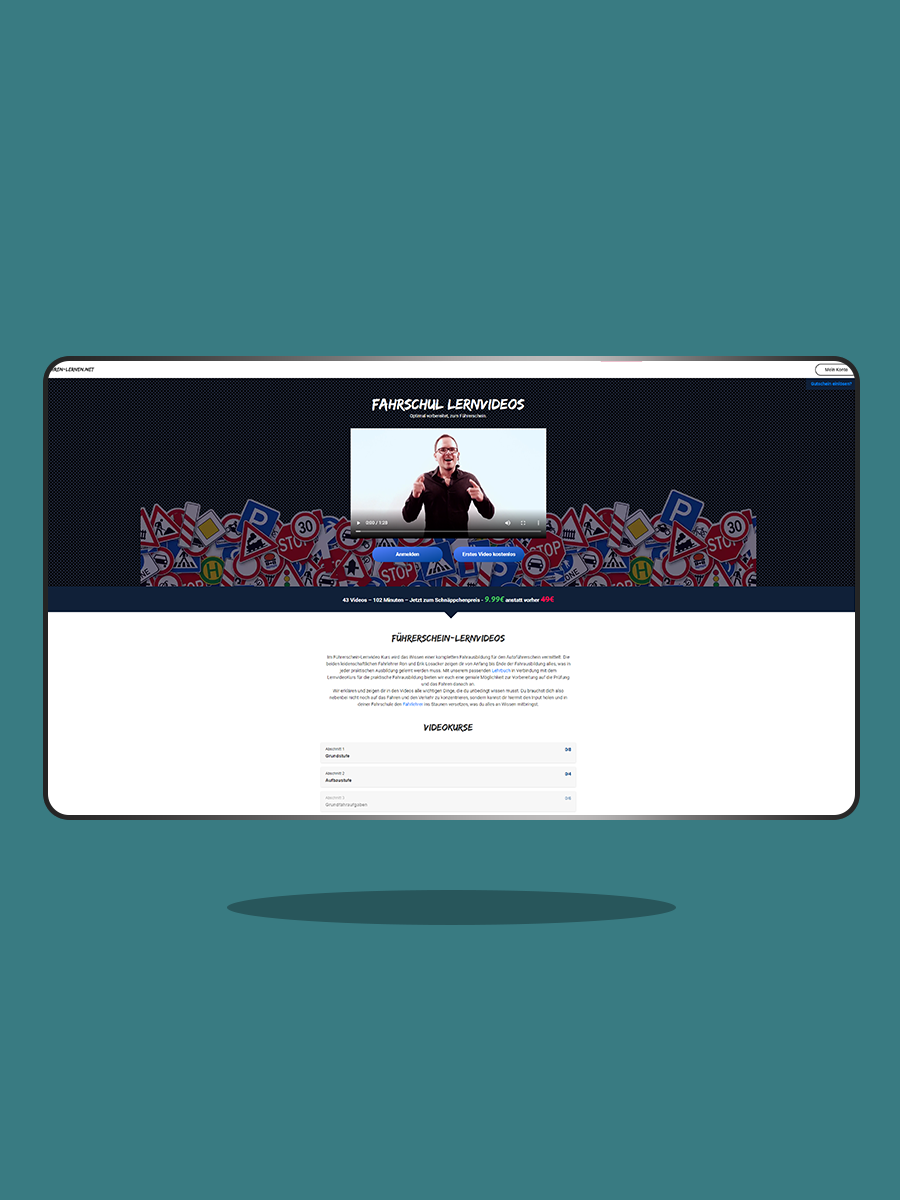 REN-LERNEN.NET
Mein Konto
Gutschein einlösen?
FAHRSCHUL LERNVIDEOS
Optimal vorbereitet, zum Führerschein.
0:00 / 1:28
Anmelden
Erstes Video kostenlos
P
30
STOP
H
STOP
P
30
STOP
H
STOP
43 Videos – 102 Minuten – Jetzt zum Schnäppchenpreis - 9.99€ anstatt vorher 49€
FÜHRERSCHEIN-LERNVIDEOS
Im Führerschein-Lernvideo Kurs wird das Wissen einer kompletten Fahrausbildung für den Autoführerschein vermittelt. Die
beiden leidenschaftlichen Fahrlehrer Ron und Erik Losacker zeigen dir von Anfang bis Ende der Fahrausbildung alles, was in
jeder praktischen Ausbildung gelernt werden muss. Mit unserem passenden Lehrbuch in Verbindung mit dem
Lernvideokurs für die praktische Fahrausbildung bieten wir euch eine geniale Möglichkeit zur Vorbereitung auf die Prüfung
und das Fahren danach an.
Wir erklären und zeigen dir in den Videos alle wichtigen Dinge, die du unbedingt wissen musst. Du brauchst dich also
nebenbei nicht noch auf das Fahren und den Verkehr zu konzentrieren, sondern kannst dir hiermit den Input holen und in
deiner Fahrschule den Fahrlehrer ins Staunen versetzen, was du alles an Wissen mitbringst.
VIDEOKURSE
Abschnitt 1
0/8
Grundstufe
Abschnitt 2
0/4
Aufbaustufe
Abschnitt 3
Grundfahraufgaben